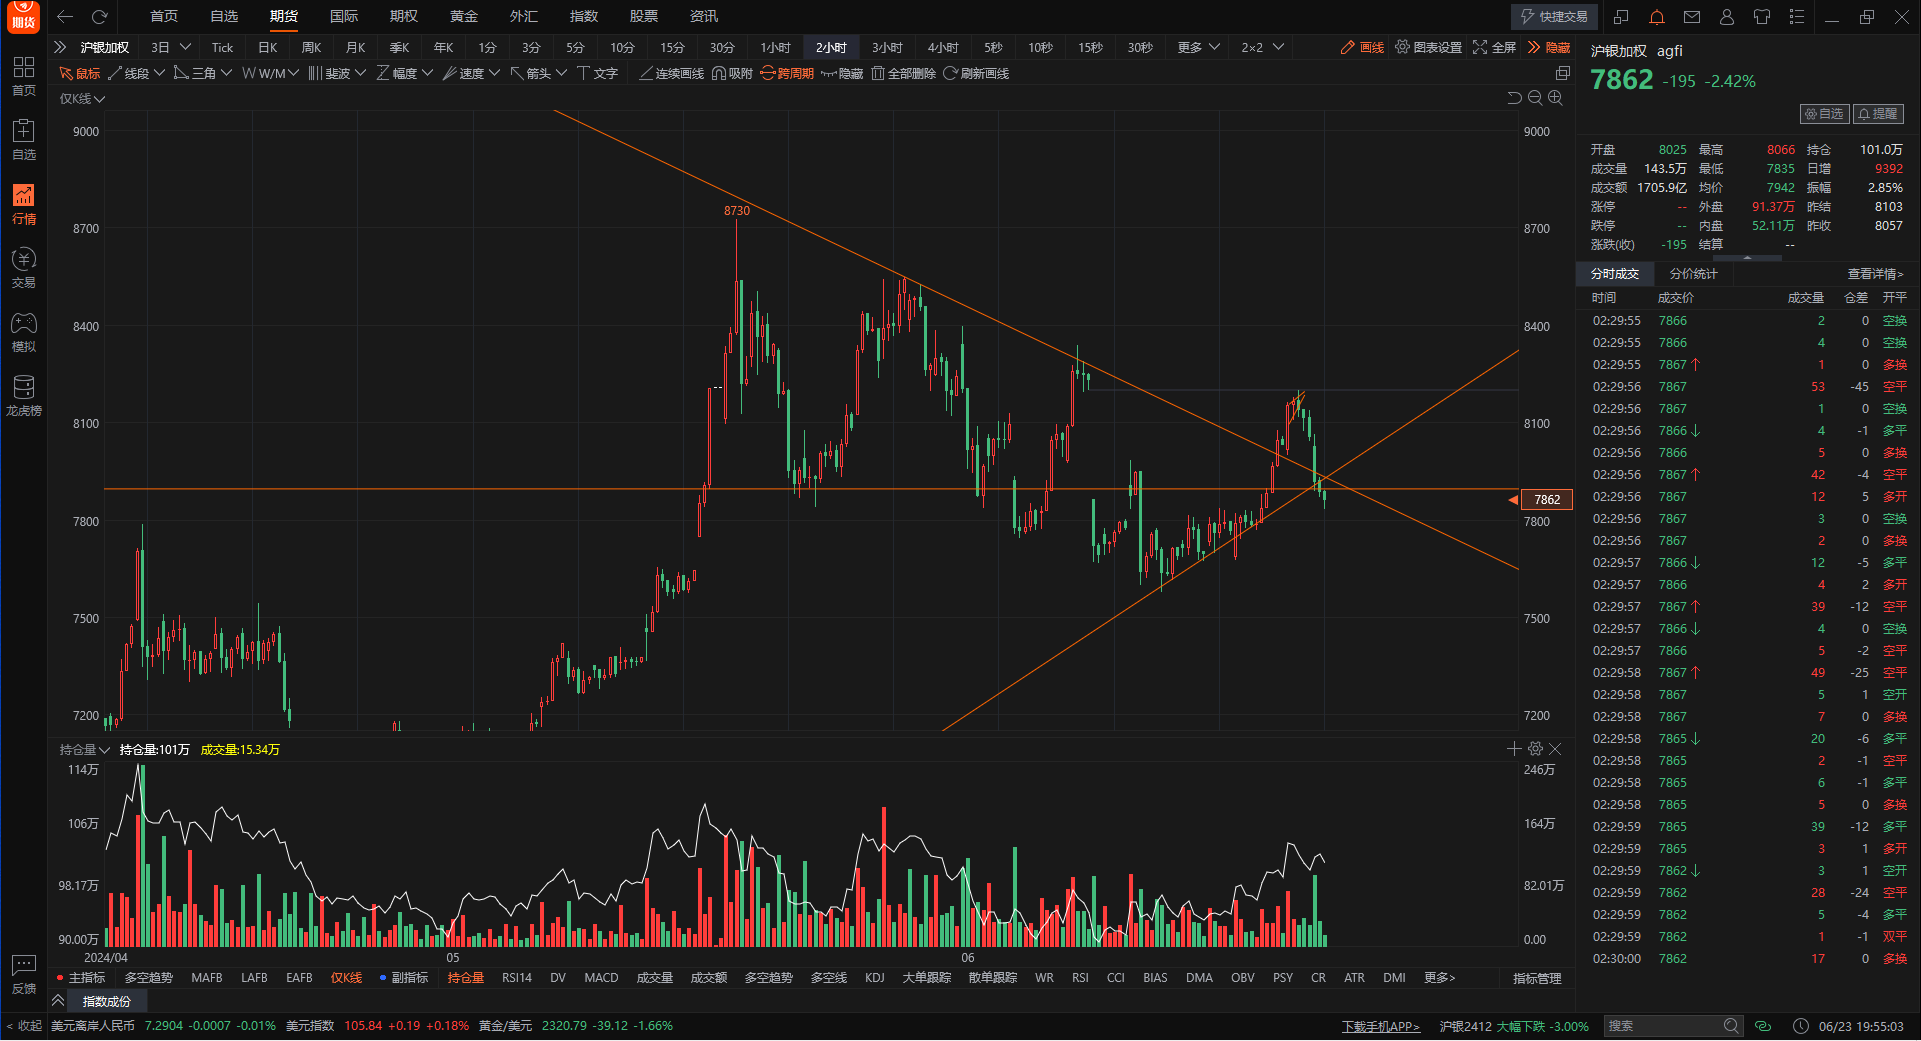 期货 首页 自选 期货 国际 期权 黄金 外汇 指数 股票 资讯 快捷交易
沪银加权 3日 Tick 日K 周K 月K 季K 年K 1分 3分 5分 10分 15分 30分 1小时 2小时 3小时 4小时 5秒 10秒 15秒 30秒 更多 2×2 画线 图表设置 全屏 隐藏
鼠标 线段 三角 W/M 斐波 幅度 速度 箭头 文字 连续画线 吸附 跨周期 隐藏 全部删除 刷新画线
仅K线
首页
自选
行情
交易
模拟
龙虎榜
反馈
< 收起
9000 9000
8730
8700 8700
8400 8400
8100 8100
7862
7800 7800
7500 7500
7200 7200
持仓量 持仓量:101万 成交量:15.34万
114万 246万
106万 164万
98.17万 82.01万
90.00万 0.00
2024/04 05 06
主指标 多空趋势 MAFB LAFB EAFB 仅K线 副指标 持仓量 RSI14 DV MACD 成交量 成交额 多空趋势 多空线 KDJ 大单跟踪 散单跟踪 WR RSI CCI BIAS DMA OBV PSY CR ATR DMI 更多> 指标管理
指数成份
沪银加权 agfi
7862 -195 -2.42%
自选 提醒
开盘 8025 最高 8066 持仓 101.0万
成交量 143.5万 最低 7835 日增 9392
成交额 1705.9亿 均价 7942 振幅 2.85%
涨停 -- 外盘 91.37万 昨结 8103
跌停 -- 内盘 52.11万 昨收 8057
涨跌(收) -195 结算 --
分时成交 分价统计 查看详情>
时间 成交价 成交量 仓差 开平
02:29:55 7866 2 0 空换
02:29:55 7866 4 0 空换
02:29:55 7867↑ 1 0 多换
02:29:56 7867 53 -45 空平
02:29:56 7867 1 0 空换
02:29:56 7866↓ 4 -1 多平
02:29:56 7866 5 0 多换
02:29:56 7867↑ 42 -4 空平
02:29:56 7867 12 5 多开
02:29:56 7867 3 0 空换
02:29:56 7867 2 0 多换
02:29:57 7866↓ 12 -5 多平
02:29:57 7866 4 2 多开
02:29:57 7867↑ 39 -12 空平
02:29:57 7866↓ 4 0 空换
02:29:57 7866 5 -2 空平
02:29:58 7867↑ 49 -25 空平
02:29:58 7867 5 1 空开
02:29:58 7867 7 0 多换
02:29:58 7865↓ 20 -6 多平
02:29:58 7865 2 -1 空平
02:29:58 7865 6 -1 多平
02:29:58 7865 5 0 多换
02:29:59 7865 39 -12 多平
02:29:59 7865 3 1 多开
02:29:59 7862↓ 3 1 空开
02:29:59 7862 28 -24 空平
02:29:59 7862 5 -4 多平
02:29:59 7862 1 -1 双平
02:30:00 7862 17 0 多换
美元离岸人民币 7.2904 -0.0007 -0.01% 美元指数 105.84 +0.19 +0.18% 黄金/美元 2320.79 -39.12 -1.66% 下载手机APP> 沪银2412 大幅下跌 -3.00% 搜索 06/23 19:55:03